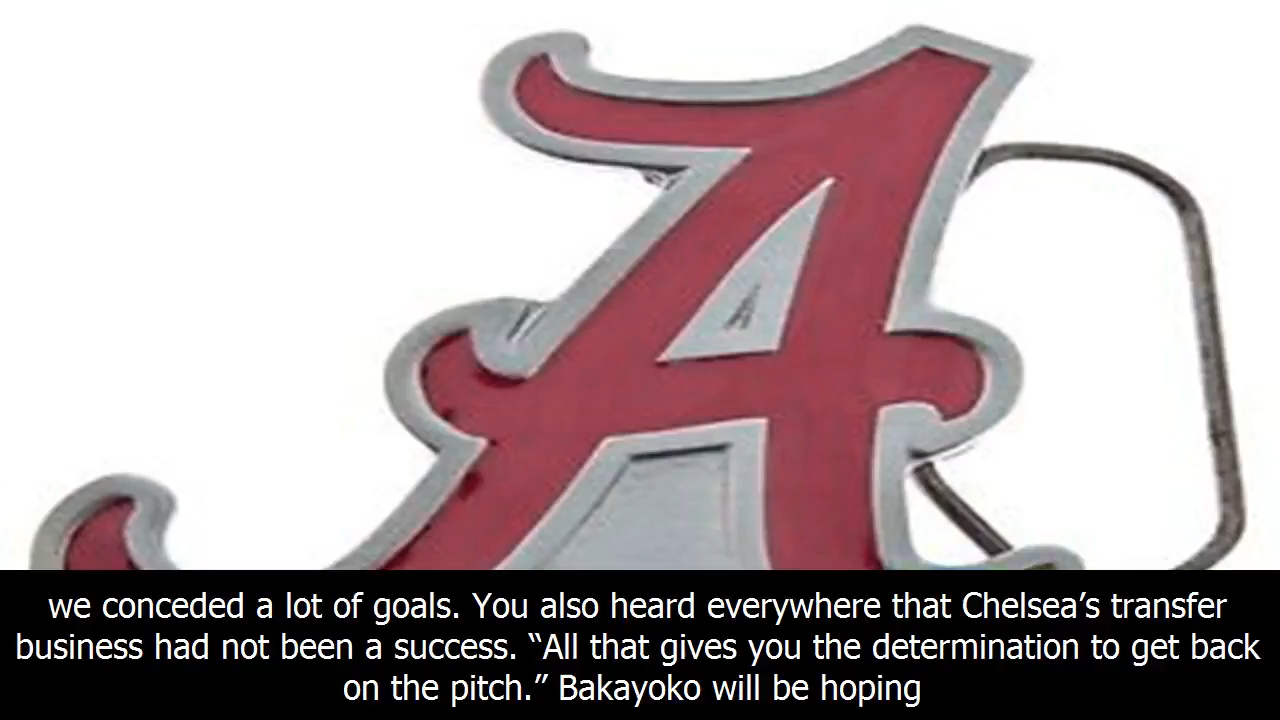 A
we conceded a lot of goals. You also heard everywhere that Chelsea’s transfer
business had not been a success. “All that gives you the determination to get back
on the pitch.” Bakayoko will be hoping